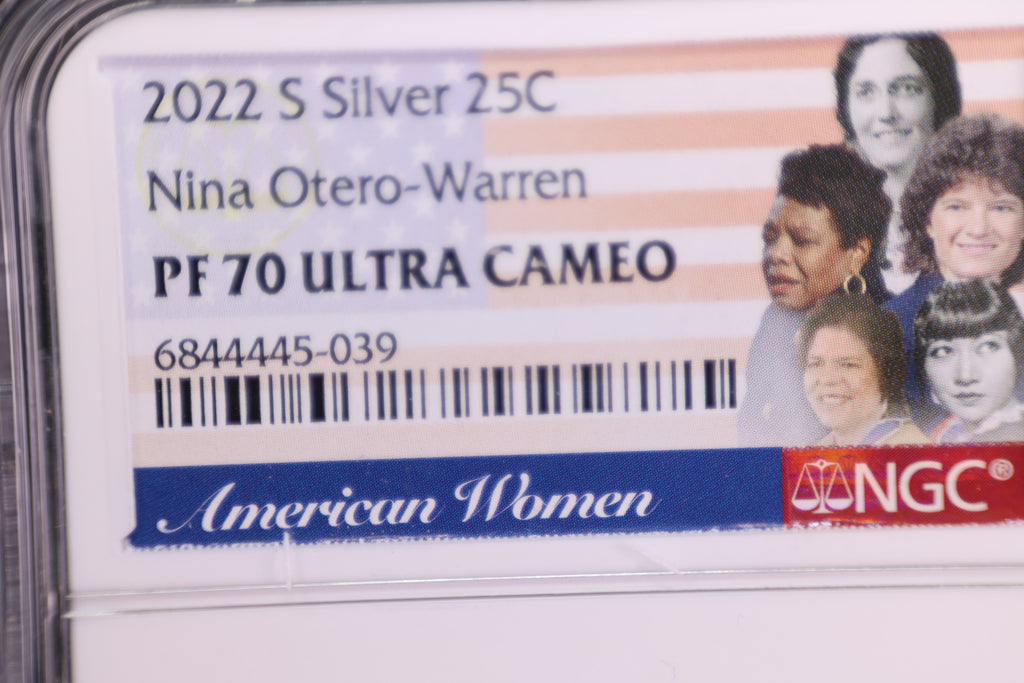 2022 S Silver 25C
Nina Otero-Warren
PF 70 ULTRA CAMEO
6844445-039
American Women
NGC®